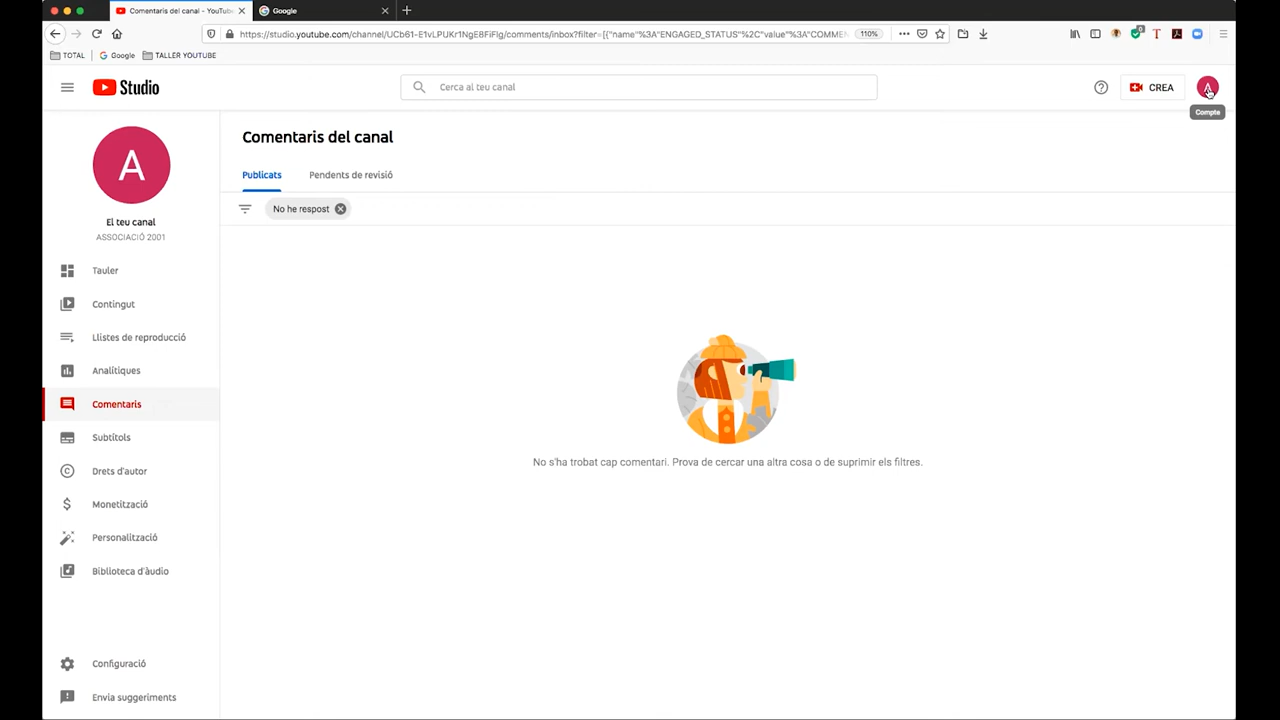 Comentaris del canal - YouTube
Google
https://studio.youtube.com/channel/UCb61-E1vLPUKr1NgE8FiFig/comments/inbox?filter=[{"name"%3A"ENGAGED_STATUS"%2C"value"%3A"COMME
110%
TOTAL
Google
TALLER YOUTUBE
Studio
Cerca al teu canal
CREA
A
Compte
A
El teu canal
ASSOCIACIÓ 2001
Tauler
Contingut
Llistes de reproducció
Analítiques
Comentaris
Subtítols
Drets d'autor
Monetització
Personalització
Biblioteca d'àudio
Configuració
Envia suggeriments
Comentaris del canal
Publicats
Pendents de revisió
No he respost
No s'ha trobat cap comentari. Prova de cercar una altra cosa o de suprimir els filtres.